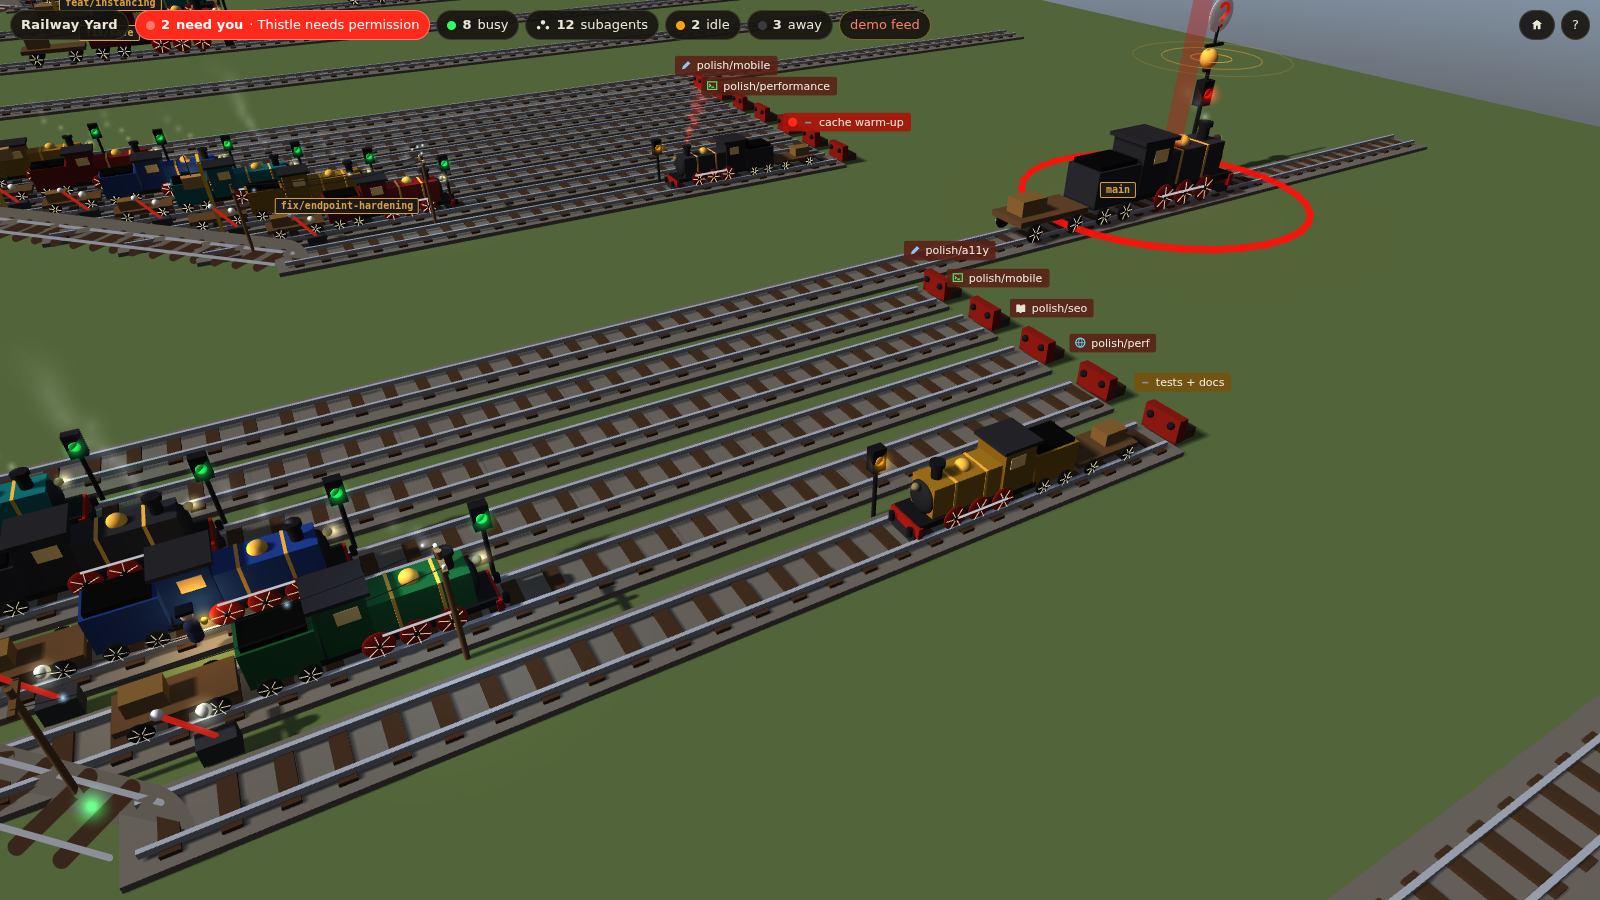 feat/instancing
Railway Yard
2 need you · Thistle needs permission
8 busy
12 subagents
2 idle
3 away
demo feed
?
polish/mobile
polish/performance
– cache warm-up
?
main
fix/endpoint-hardening
polish/a11y
polish/mobile
polish/seo
polish/perf
– tests + docs